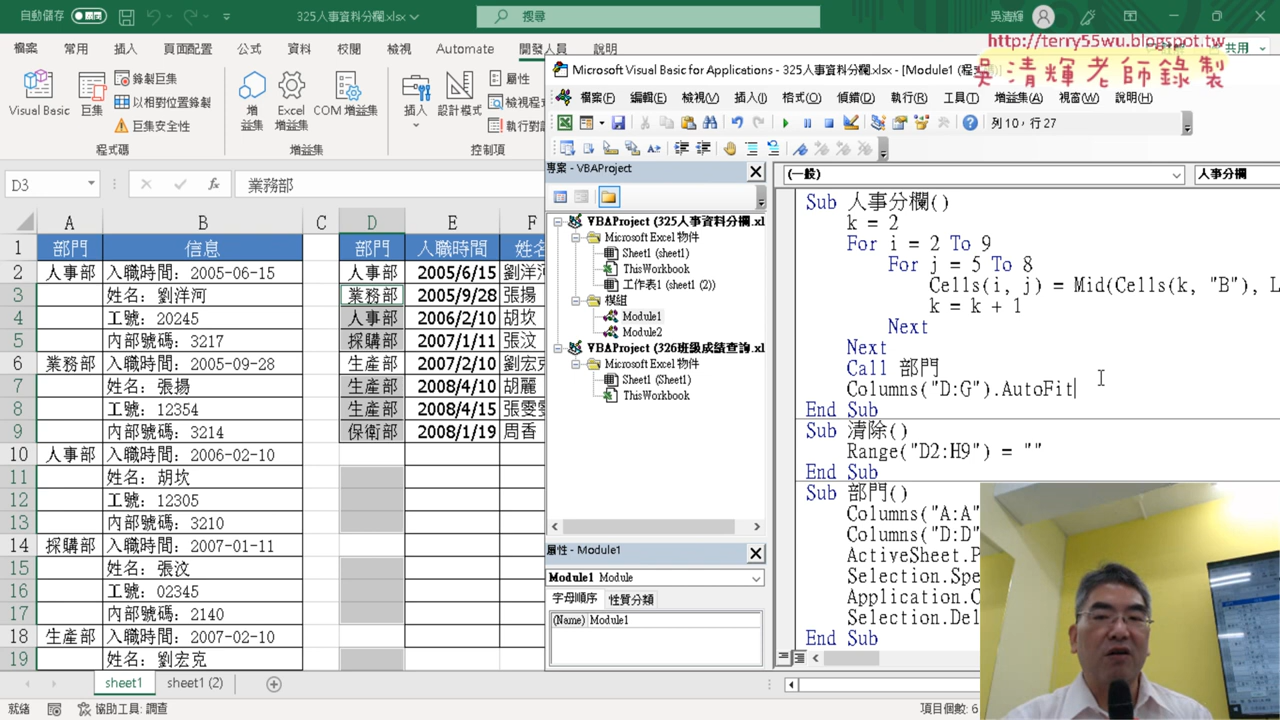 自動儲存 325人事資料分欄.xlsx 搜尋 吳清輝
http://terry55wu.blogspot.tw
吳清輝老師錄製
檔案 常用 插入 頁面配置 公式 資料 校閱 檢視 Automate 開發人員 說明 共用
Visual Basic 巨集 錄製巨集 以相對位置錄製 巨集安全性 增益集 Excel 增益集 COM 增益集 插入 設計模式 屬性 檢視程式
程式碼 增益集 控制項
D3 fx 業務部
A B C D E F
1 部門 信息 部門 入職時間
2 人事部 入職時間: 2005-06-15 人事部 2005/6/15 劉洋河
3 姓名: 劉洋河 業務部 2005/9/28 張揚
4 工號: 20245 人事部 2006/2/10 胡坎
5 內部號碼: 3217 採購部 2007/1/11 張汶
6 業務部 入職時間: 2005-09-28 生產部 2007/2/10 劉宏克
7 姓名: 張揚 生產部 2008/4/10 胡麗
8 工號: 12354 生產部 2008/4/15 張雯雯
9 內部號碼: 3214 保衛部 2008/1/19 周香
10 人事部 入職時間: 2006-02-10
11 姓名: 胡坎
12 工號: 12305
13 內部號碼: 3210
14 採購部 入職時間: 2007-01-11
15 姓名: 張汶
16 工號: 02345
17 內部號碼: 2140
18 生產部 入職時間: 2007-02-10
19 姓名: 劉宏克
sheet1 sheet1 (2)
就緒 協助工具: 調查 項目個數: 6
Microsoft Visual Basic for Applications - 325人事資料分欄.xlsx - [Module1 (程式
檔案(F) 編輯(E) 檢視(V) 插入(I) 格式(O) 偵錯(D) 執行(R) 工具(T) 增益集(A) 視窗(W) 說明(H)
列 10, 行 27
專案 - VBAProject
VBAProject (325人事資料分欄.xl
Microsoft Excel 物件
Sheet1 (sheet1)
ThisWorkbook
工作表1 (sheet1 (2))
模組
Module1
Module2
VBAProject (326班級成績查詢.xl
Microsoft Excel 物件
Sheet1 (Sheet1)
ThisWorkbook
屬性 - Module1
Module1 Module
字母順序 性質分類
(Name) Module1
(一般) 人事分欄
Sub 人事分欄()
k = 2
For i = 2 To 9
For j = 5 To 8
Cells(i, j) = Mid(Cells(k, "B"), L
k = k + 1
Next
Next
Call 部門
Columns("D:G").AutoFit
End Sub
Sub 清除()
Range("D2:H9") = ""
End Sub
Sub 部門()
Columns("A:A"
Columns("D:D"
ActiveSheet.P
Selection.Spe
Application.C
Selection.Del
End Sub